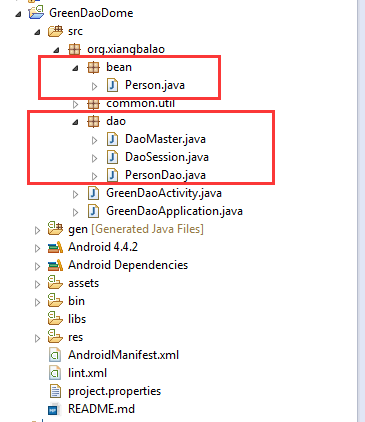 GreenDaoDome
src
org.xiangbalao
bean
Person.java
common.util
dao
DaoMaster.java
DaoSession.java
PersonDao.java
GreenDaoActivity.java
GreenDaoApplication.java
gen [Generated Java Files]
Android 4.4.2
Android Dependencies
assets
bin
libs
res
AndroidManifest.xml
lint.xml
project.properties
README.md